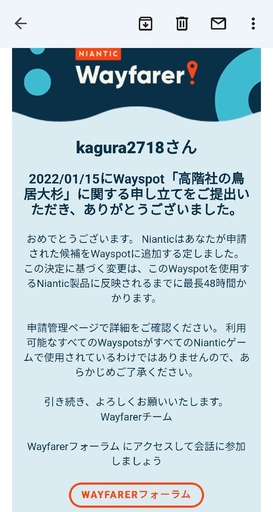 NIANTIC
Wayfarer
kagura2718さん
2022/01/15にWayspot「高階社の鳥
居大杉」に関する申し立てをご提出い
ただき、ありがとうございました。
おめでとうございます。 Nianticはあなたが申請
された候補をWayspotに追加する定しました。
この決定に基づく変更は、このWayspotを使用す
るNiantic製品に反映されるまでに最長48時間か
かります。
申請管理ページで詳細をご確認ください。 利用
可能なすべてのWayspotsがすべてのNianticゲー
ムで使用されているわけではありませんので、あ
らかじめご了承ください。
引き続き、よろしくお願いいたします。
Wayfarerチーム
Wayfarerフォーラム にアクセスして会話に参加
しましょう
WAYFARERフォーラム